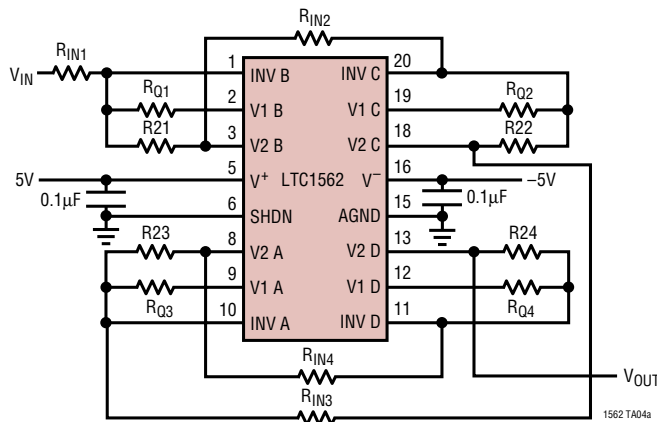 RIN2
RIN1
VIN
1
INV B
INV C
20
RQ1
2
V1 B
V1 C
19
RQ2
R21
3
V2 B
V2 C
18
R22
5V
5
V+
LTC1562
V–
16
–5V
0.1µF
6
SHDN
AGND
15
0.1µF
R23
8
V2 A
V2 D
13
R24
RQ3
9
V1 A
V1 D
12
RQ4
10
INV A
INV D
11
RIN4
VOUT
RIN3
1562 TA04a